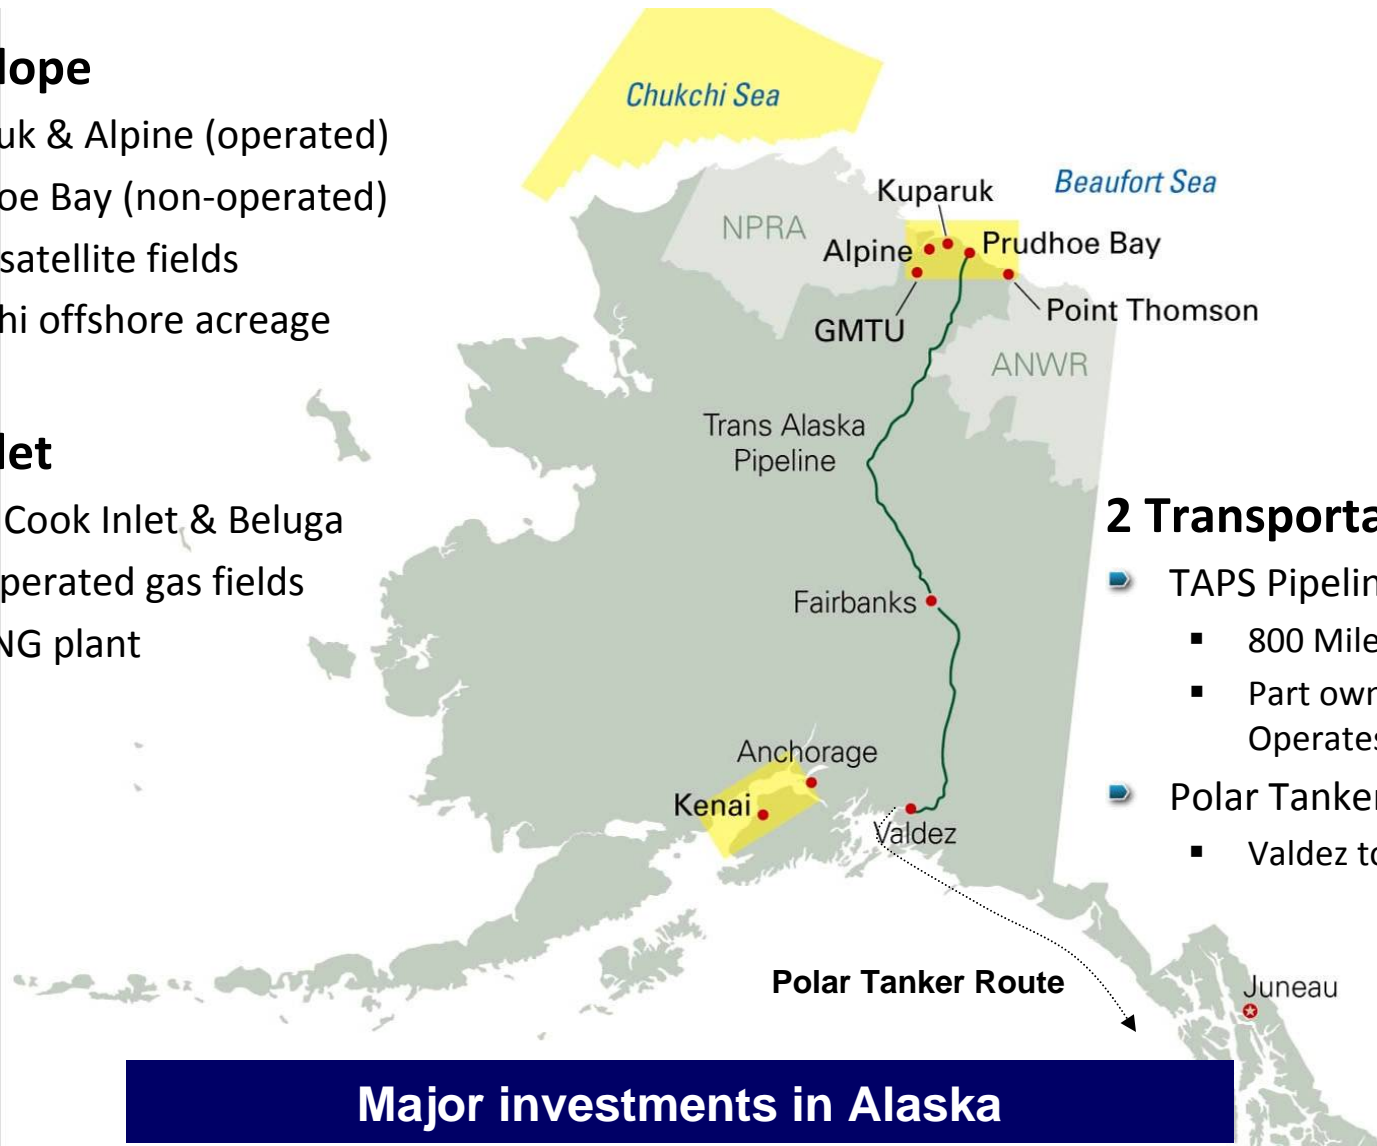 lope
uk & Alpine (operated)
oe Bay (non-operated)
satellite fields
hi offshore acreage
let
Cook Inlet & Beluga
perated gas fields
NG plant
Chukchi Sea
Beaufort Sea
Kuparuk
NPRA
Alpine
Prudhoe Bay
Point Thomson
GMTU
ANWR
Trans Alaska
Pipeline
Fairbanks
Anchorage
Kenai
Valdez
2 Transporta
TAPS Pipelin
800 Mile
Part own
Operates
Polar Tanker
Valdez to
Polar Tanker Route
Juneau
Major investments in Alaska